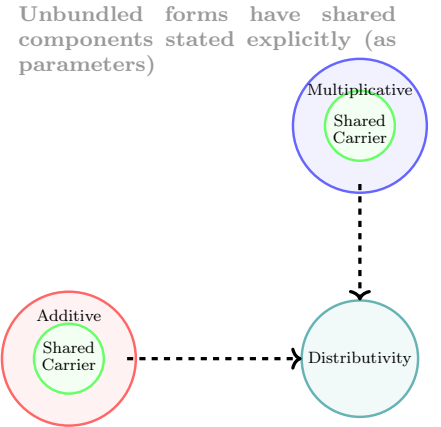 Unbundled forms have shared
components stated explicitly (as
parameters)
Multiplicative
Shared
Carrier
Additive
Shared
Carrier
Distributivity